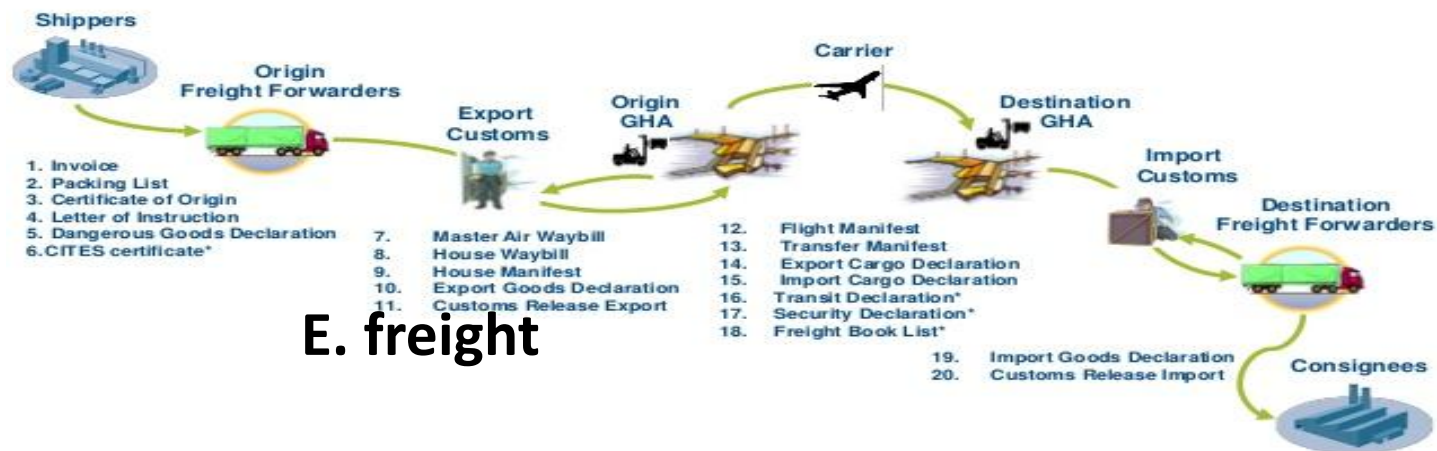 Shippers
Origin
Freight Forwarders
Export
Customs
Origin
GHA
Carrier
Destination
GHA
Import
Customs
Destination
Freight Forwarders
Consignees
1. Invoice
2. Packing List
3. Certificate of Origin
4. Letter of Instruction
5. Dangerous Goods Declaration
6.CITES certificate*
7. Master Air Waybill
8. House Waybill
9. House Manifest
10. Export Goods Declaration
11. Customs Release Export
12. Flight Manifest
13. Transfer Manifest
14. Export Cargo Declaration
15. Import Cargo Declaration
16. Transit Declaration*
17. Security Declaration*
18. Freight Book List*
19. Import Goods Declaration
20. Customs Release Import
E. freight